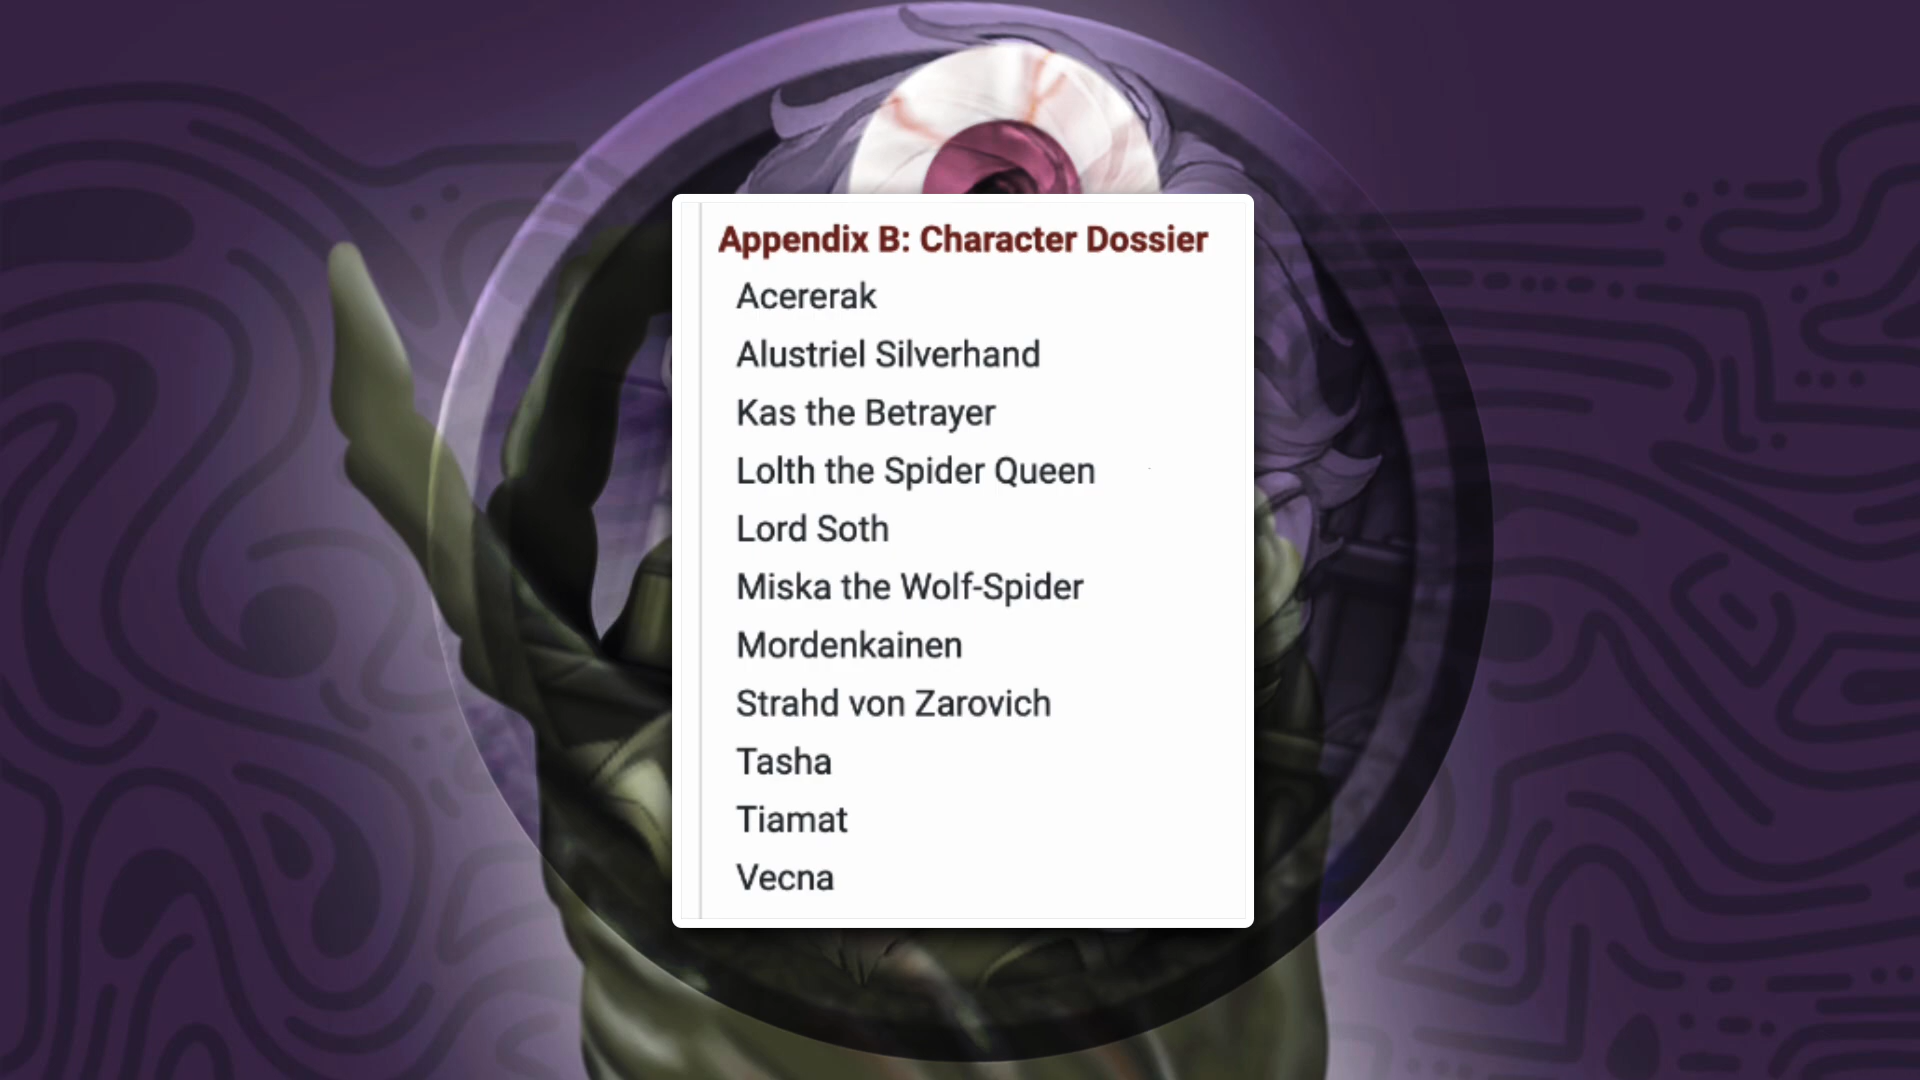 Appendix B: Character Dossier
Acererak
Alustriel Silverhand
Kas the Betrayer
Lolth the Spider Queen
Lord Soth
Miska the Wolf-Spider
Mordenkainen
Strahd von Zarovich
Tasha
Tiamat
Vecna